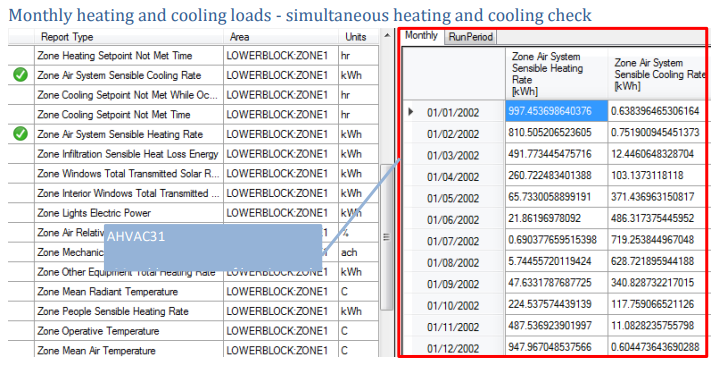 Monthly heating and cooling loads - simultaneous heating and cooling check
Report Type Area Units
Zone Heating Setpoint Not Met Time LOWERBLOCK:ZONE1 hr
Zone Air System Sensible Cooling Rate LOWERBLOCK:ZONE1 kWh
Zone Cooling Setpoint Not Met While Oc... LOWERBLOCK:ZONE1 hr
Zone Cooling Setpoint Not Met Time LOWERBLOCK:ZONE1 hr
Zone Air System Sensible Heating Rate LOWERBLOCK:ZONE1 kWh
Zone Infiltration Sensible Heat Loss Energy LOWERBLOCK:ZONE1 kWh
Zone Windows Total Transmitted Solar R... LOWERBLOCK:ZONE1 kWh
Zone Interior Windows Total Transmitted ... LOWERBLOCK:ZONE1 kWh
Zone Lights Electric Power LOWERBLOCK:ZONE1 kWh
Zone Air Relativ 1 %
AHVAC31
Zone Mechanic 1 ach
Zone Other Equipment Total Heating Rate LOWERBLOCK:ZONE1 kWh
Zone Mean Radiant Temperature LOWERBLOCK:ZONE1 C
Zone People Sensible Heating Rate LOWERBLOCK:ZONE1 kWh
Zone Operative Temperature LOWERBLOCK:ZONE1 C
Zone Mean Air Temperature LOWERBLOCK:ZONE1 C
Monthly RunPeriod
Zone Air System
Sensible Heating
Rate
[kWh]
Zone Air System
Sensible Cooling Rate
[kWh]
01/01/2002 997.453698640376 0.638396465306164
01/02/2002 810.505206523605 0.751900945451373
01/03/2002 491.773445475716 12.4460648328704
01/04/2002 260.722483401388 103.1373118118
01/05/2002 65.7330058899191 371.436963150817
01/06/2002 21.86196978092 486.317375445952
01/07/2002 0.690377659515398 719.253844967048
01/08/2002 5.74455720119424 628.721895944188
01/09/2002 47.6331787687725 340.828732217015
01/10/2002 224.537574439139 117.759066521126
01/11/2002 487.536923901997 11.0828235755798
01/12/2002 947.967048537566 0.604473643690288